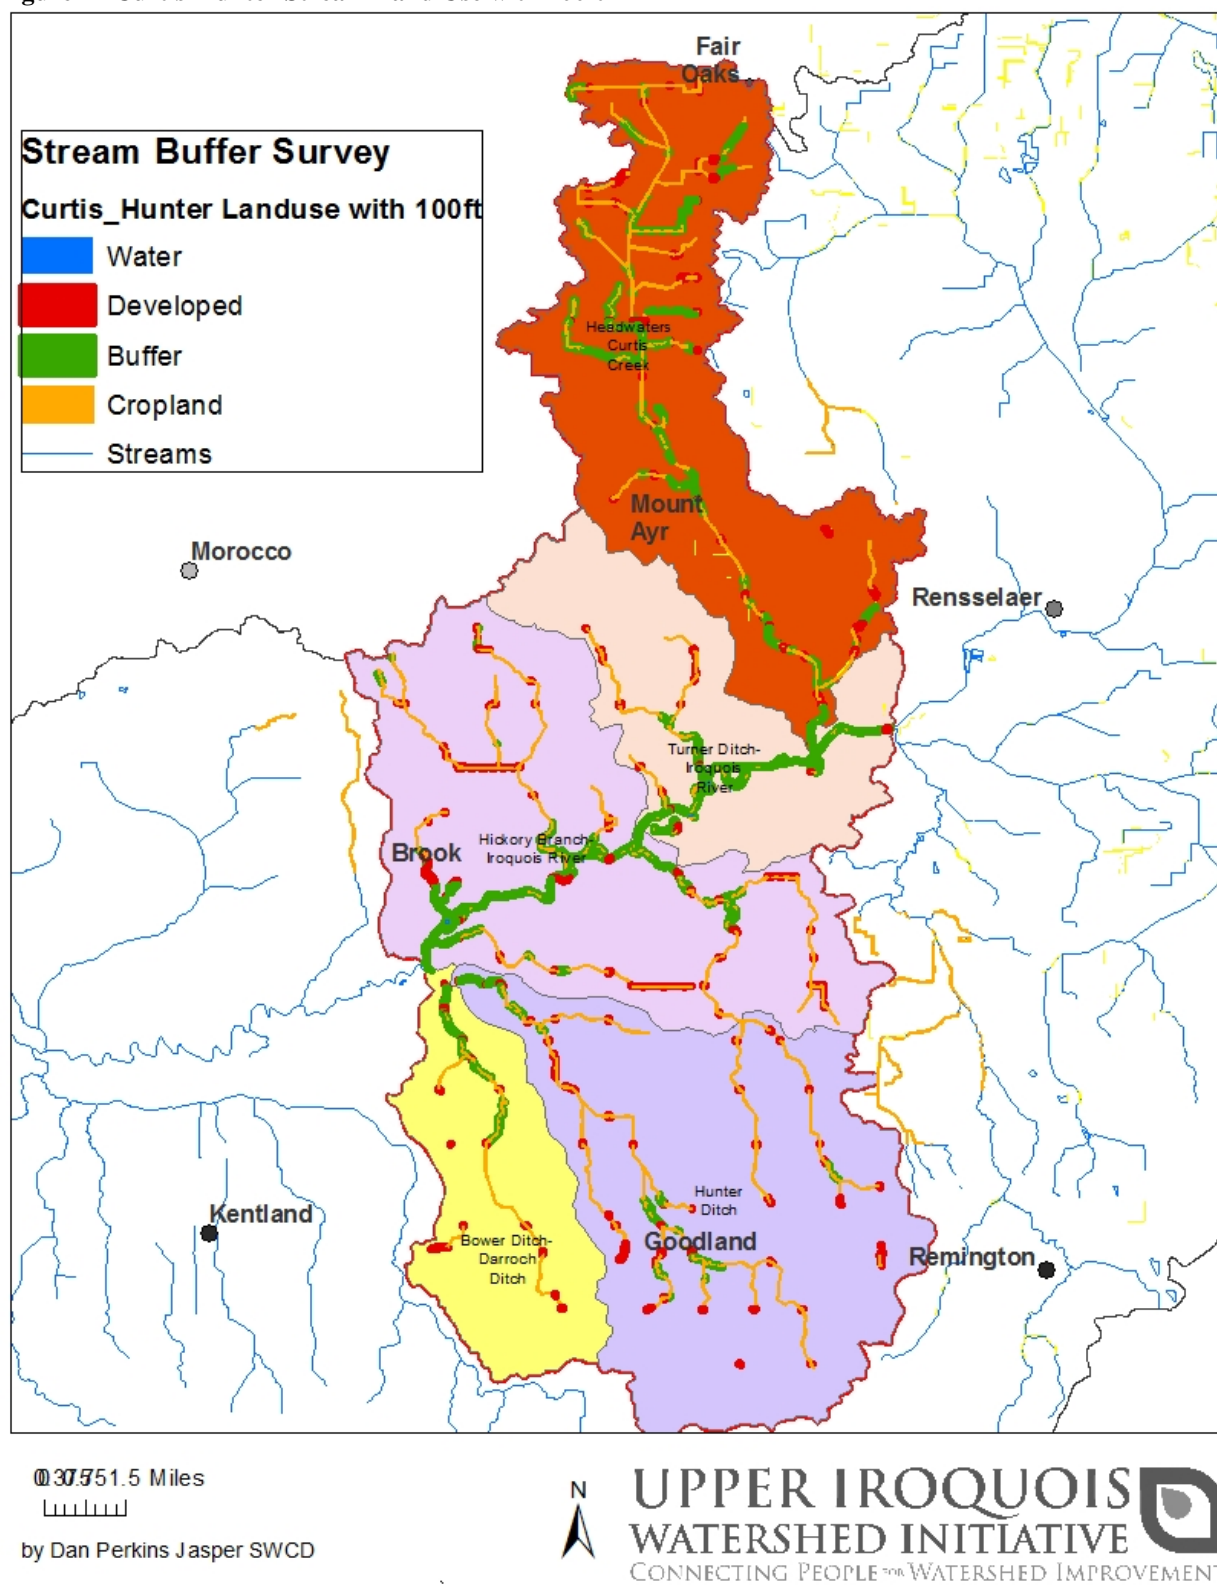 Fair
Oaks
Stream Buffer Survey
Curtis_Hunter Landuse with 100ft
Water
Developed
Buffer
Cropland
Streams
Headwaters
Curtis
Creek
Mount
Ayr
Morocco
Rensselaer
Turner Ditch-
Iroquois
River
Hickory Branch-
Iroquois River
Brook
Hunter
Ditch
Kentland
Goodland
Bower Ditch-
Darroch
Ditch
Remington
1.5 Miles
N
by Dan Perkins Jasper SWCD
UPPER IROQUOIS
WATERSHED INITIATIVE
CONNECTING PEOPLE FOR WATERSHED IMPROVEMENT